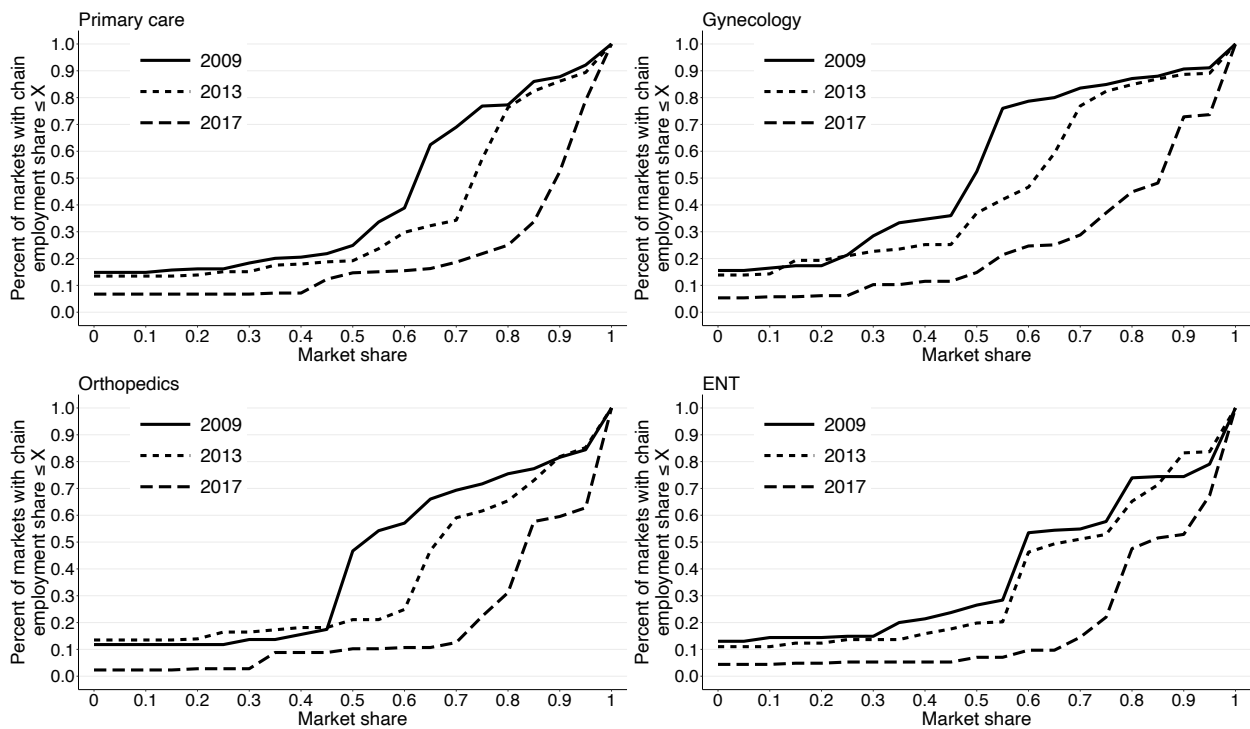 Primary care
Percent of markets with chain
employment share ≤ X
1.0
0.9
0.8
0.7
0.6
0.5
0.4
0.3
0.2
0.1
0.0
2009
2013
2017
0 0.1 0.2 0.3 0.4 0.5 0.6 0.7 0.8 0.9 1
Market share
Gynecology
Percent of markets with chain
employment share ≤ X
1.0
0.9
0.8
0.7
0.6
0.5
0.4
0.3
0.2
0.1
0.0
2009
2013
2017
0 0.1 0.2 0.3 0.4 0.5 0.6 0.7 0.8 0.9 1
Market share
Orthopedics
Percent of markets with chain
employment share ≤ X
1.0
0.9
0.8
0.7
0.6
0.5
0.4
0.3
0.2
0.1
0.0
2009
2013
2017
0 0.1 0.2 0.3 0.4 0.5 0.6 0.7 0.8 0.9 1
Market share
ENT
Percent of markets with chain
employment share ≤ X
1.0
0.9
0.8
0.7
0.6
0.5
0.4
0.3
0.2
0.1
0.0
2009
2013
2017
0 0.1 0.2 0.3 0.4 0.5 0.6 0.7 0.8 0.9 1
Market share